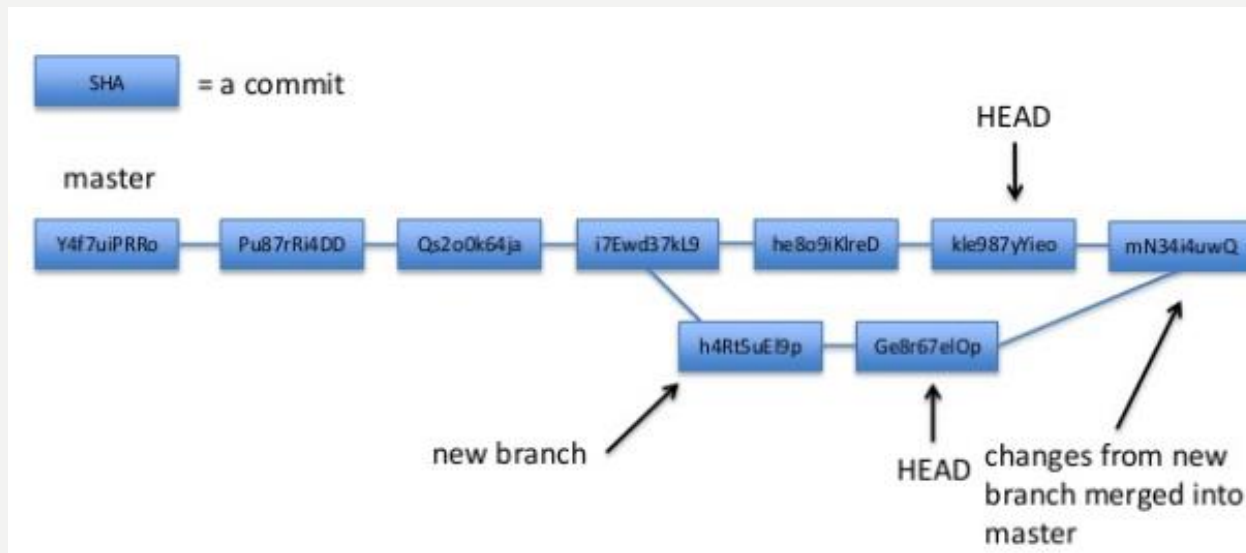 SHA
= a commit
HEAD
master
Y4f7uiPRRo
Pu87rRi4DD
Qs2o0k64ja
i7Ewd37kL9
he8o9iKlreD
kle987yYieo
mN34i4uwQ
h4Rt5uEl9p
Ge8r67elOp
new branch
HEAD
changes from new
branch merged into
master